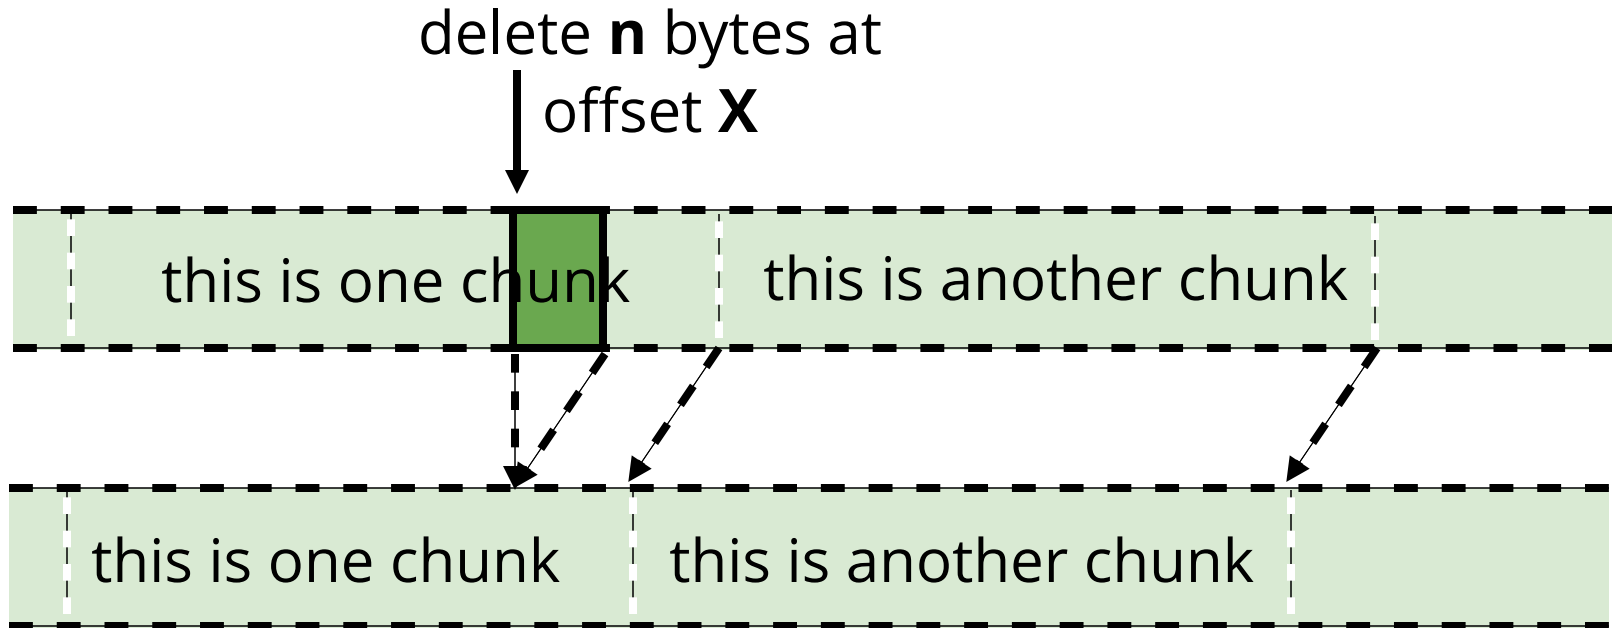 delete n bytes at
offset X
this is one chunk
this is another chunk
this is one chunk
this is another chunk